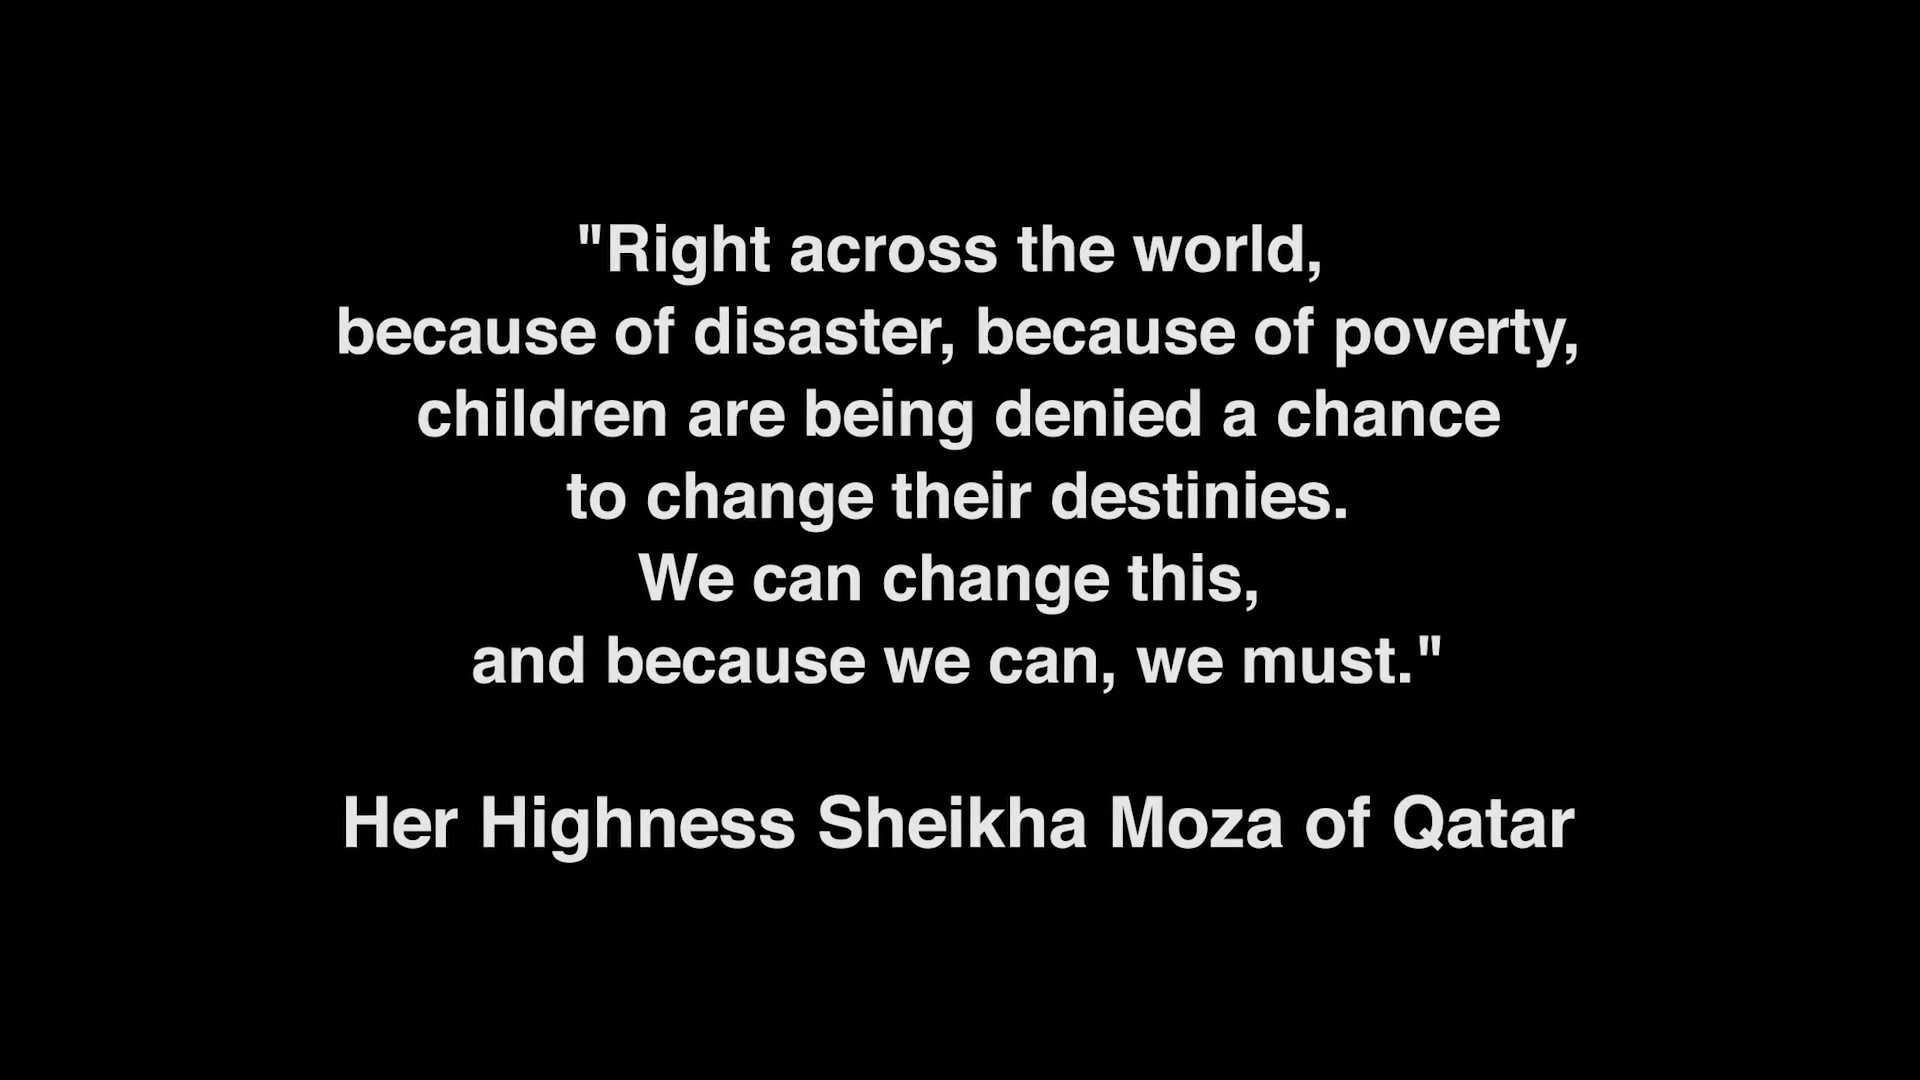 "Right across the world,
because of disaster, because of poverty,
children are being denied a chance
to change their destinies.
We can change this,
and because we can, we must."
Her Highness Sheikha Moza of Qatar